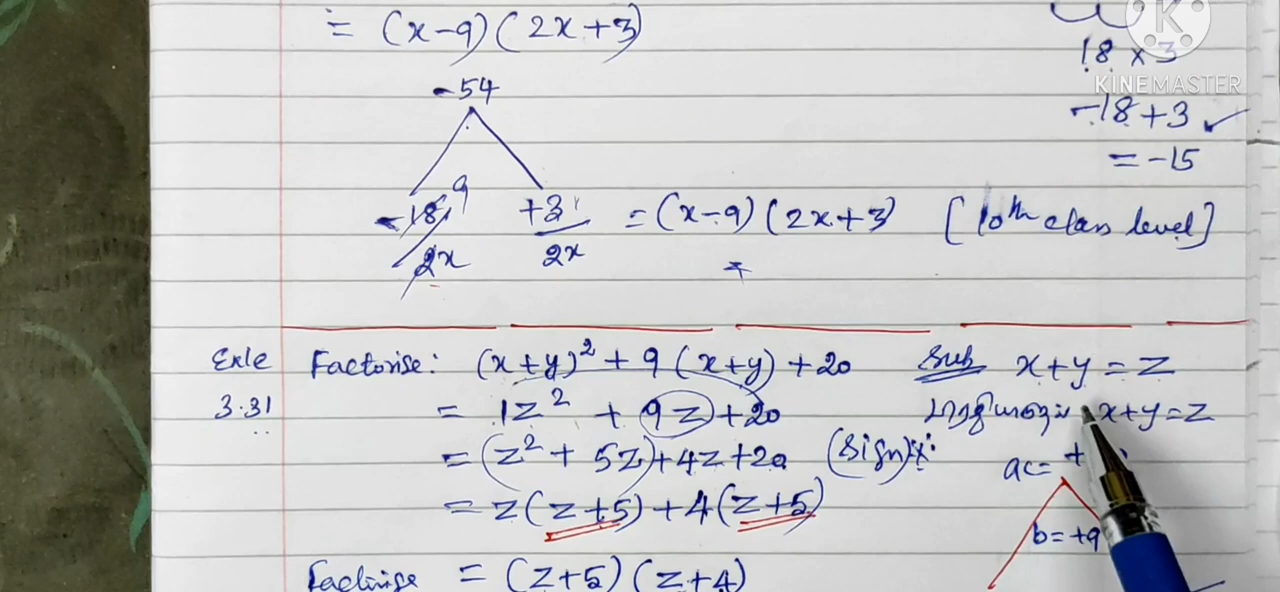 = (x-9)(2x+3)
18 × 3
KINEMASTER
-54
-18+3 ✓
= -15
-18 9 +3
2x 2x
= (x-9)(2x+3) [10th class level]
Exle 3.31
Factorise: (x+y)² + 9(x+y) + 20 Sub x+y = z
= 1z² + 9z + 20 x+y = z
= (z² + 5z) + 4z + 20 (Sign)
ac = +
= z(z+5) + 4(z+5)
b = +9
Factorise = (z+5)(z+4)